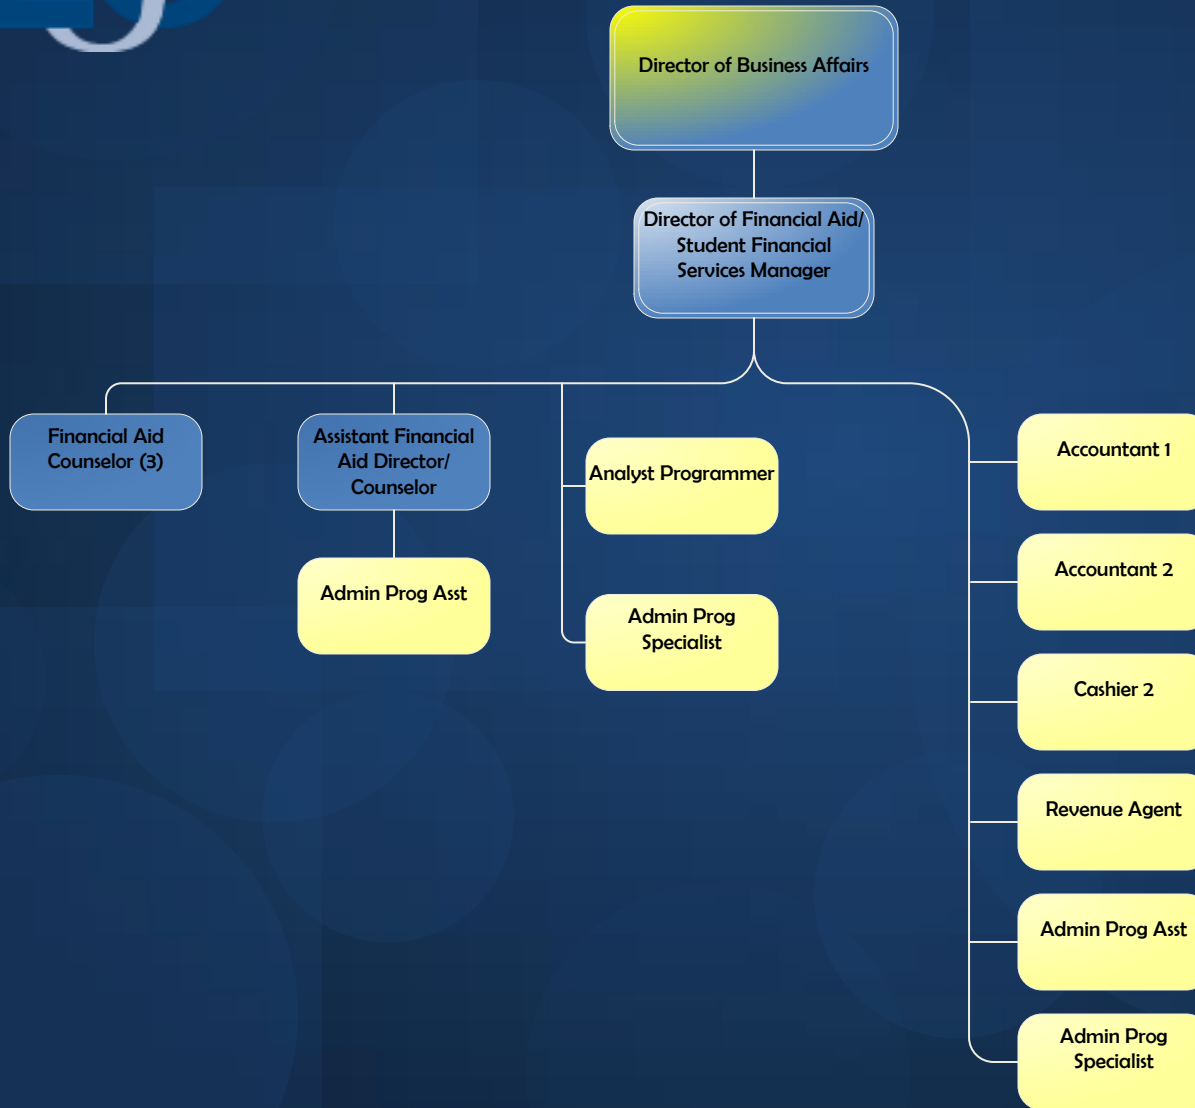 Director of Business Affairs
Director of Financial Aid/
Student Financial
Services Manager
Financial Aid
Counselor (3)
Assistant Financial
Aid Director/
Counselor
Admin Prog Asst
Analyst Programmer
Admin Prog
Specialist
Accountant 1
Accountant 2
Cashier 2
Revenue Agent
Admin Prog Asst
Admin Prog
Specialist